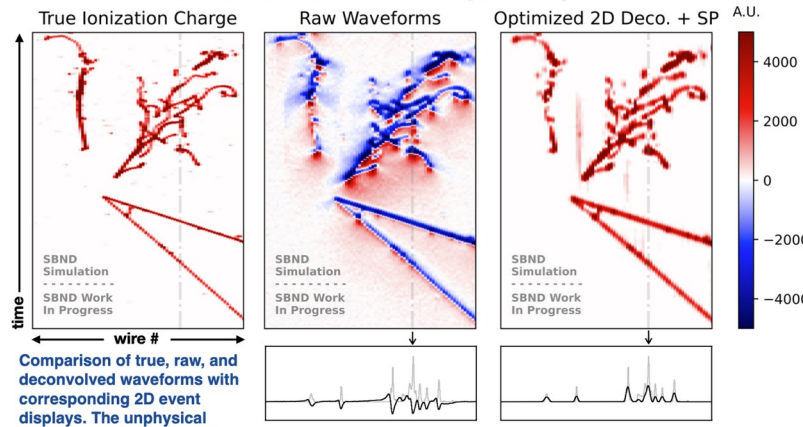 True Ionization Charge
Raw Waveforms
Optimized 2D Deco. + SP
A.U.
4000
2000
0
−2000
−4000
SBND
Simulation
SBND Work
In Progress
SBND
Simulation
SBND Work
In Progress
SBND
Simulation
SBND Work
In Progress
time
wire #
Comparison of true, raw, and
deconvolved waveforms with
corresponding 2D event
displays. The unphysical